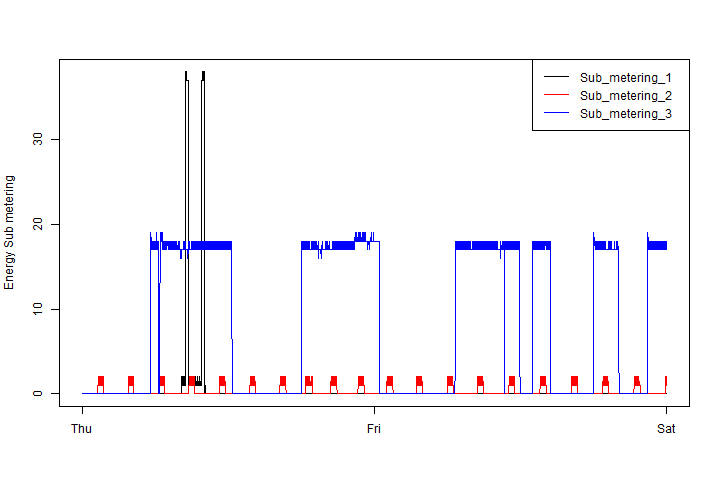 Sub_metering_1
Sub_metering_2
Sub_metering_3
Energy Sub metering
30
20
10
0
Thu Fri Sat